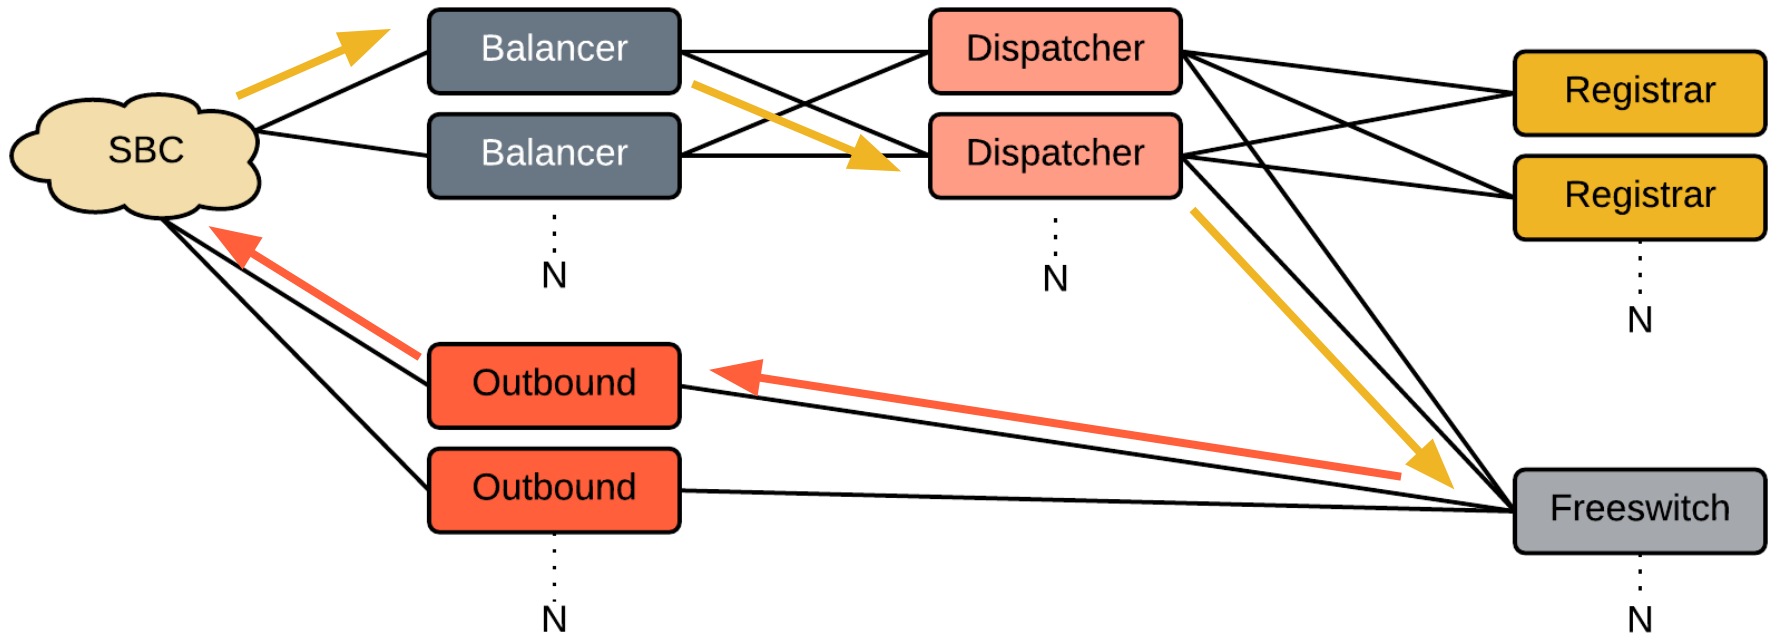 SBC
Balancer
Balancer
N
Dispatcher
Dispatcher
N
Registrar
Registrar
N
Outbound
Outbound
N
Freeswitch
N